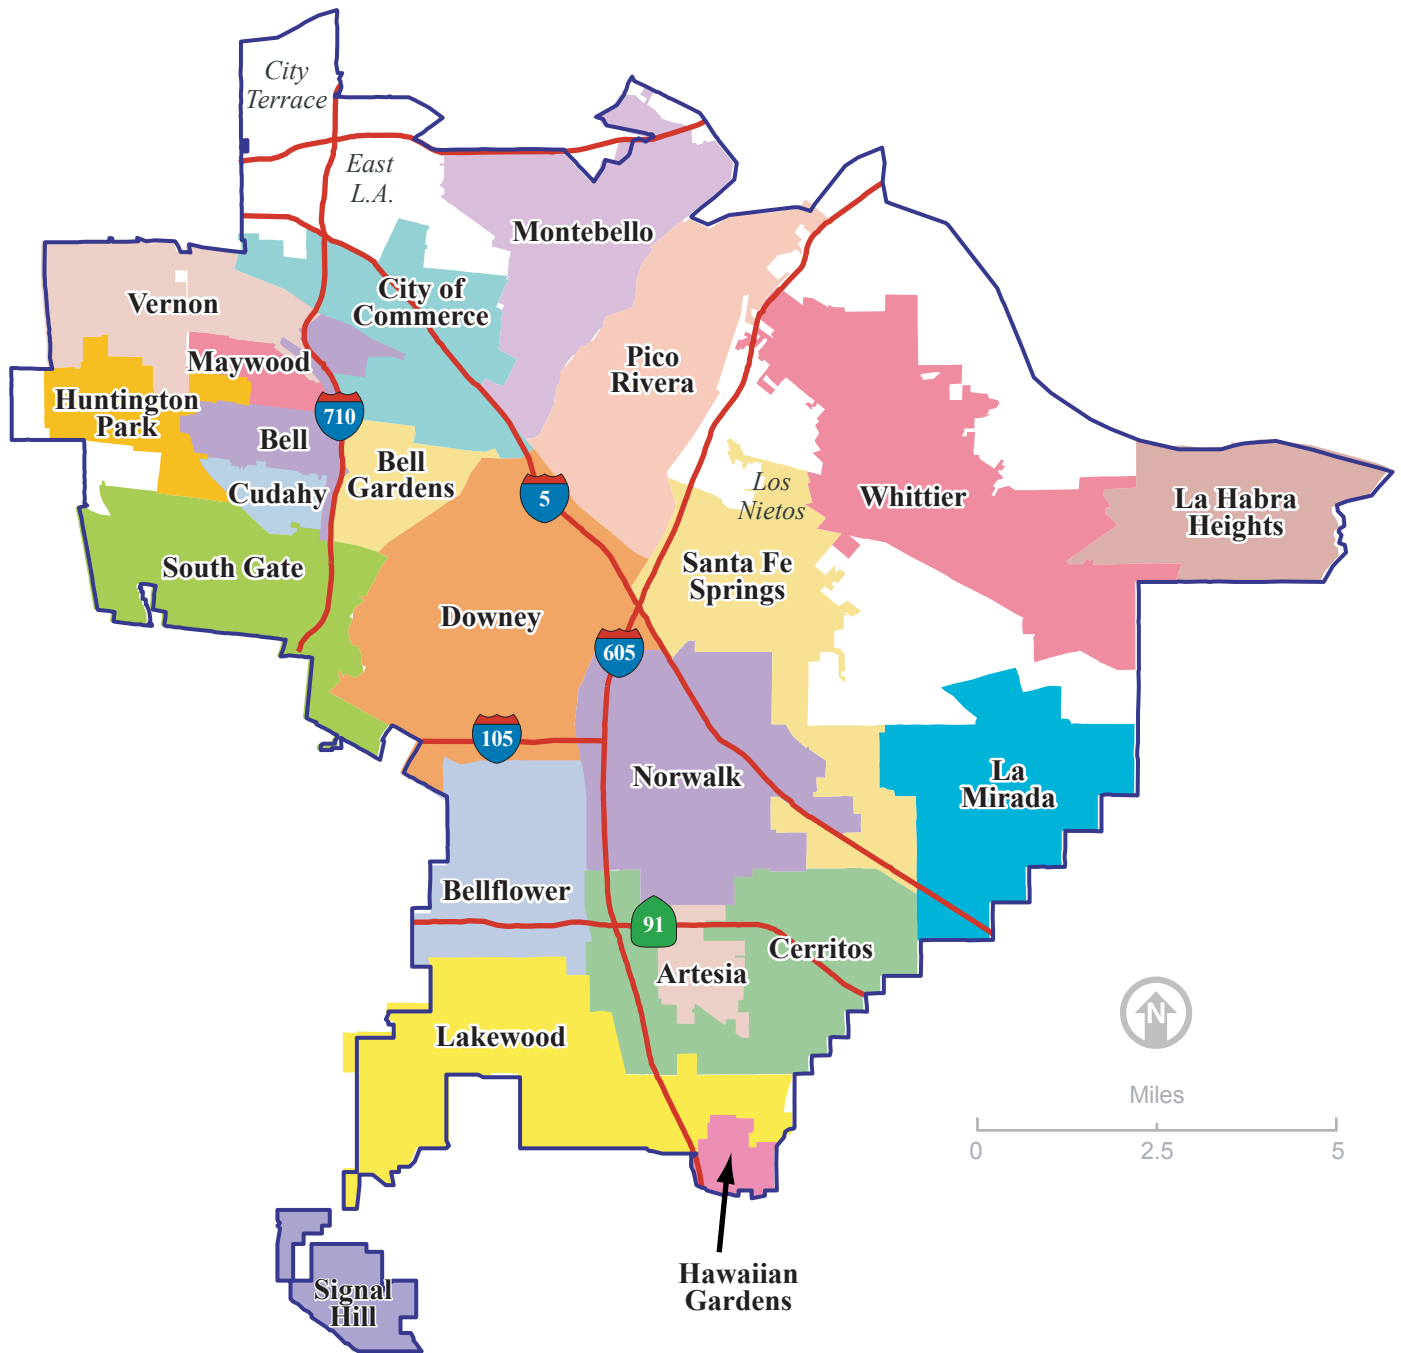 City
Terrace
East
L.A.
Montebello
Vernon
City of
Commerce
Maywood
Pico
Rivera
Huntington
Park
710
Bell
Bell
Gardens
Cudahy
5
Los
Nietos
Whittier
La Habra
Heights
South Gate
Santa Fe
Springs
Downey
605
105
Norwalk
La
Mirada
Bellflower
91
Cerritos
Artesia
Lakewood
N
Miles
0
2.5
5
Hawaiian
Gardens
Signal
Hill